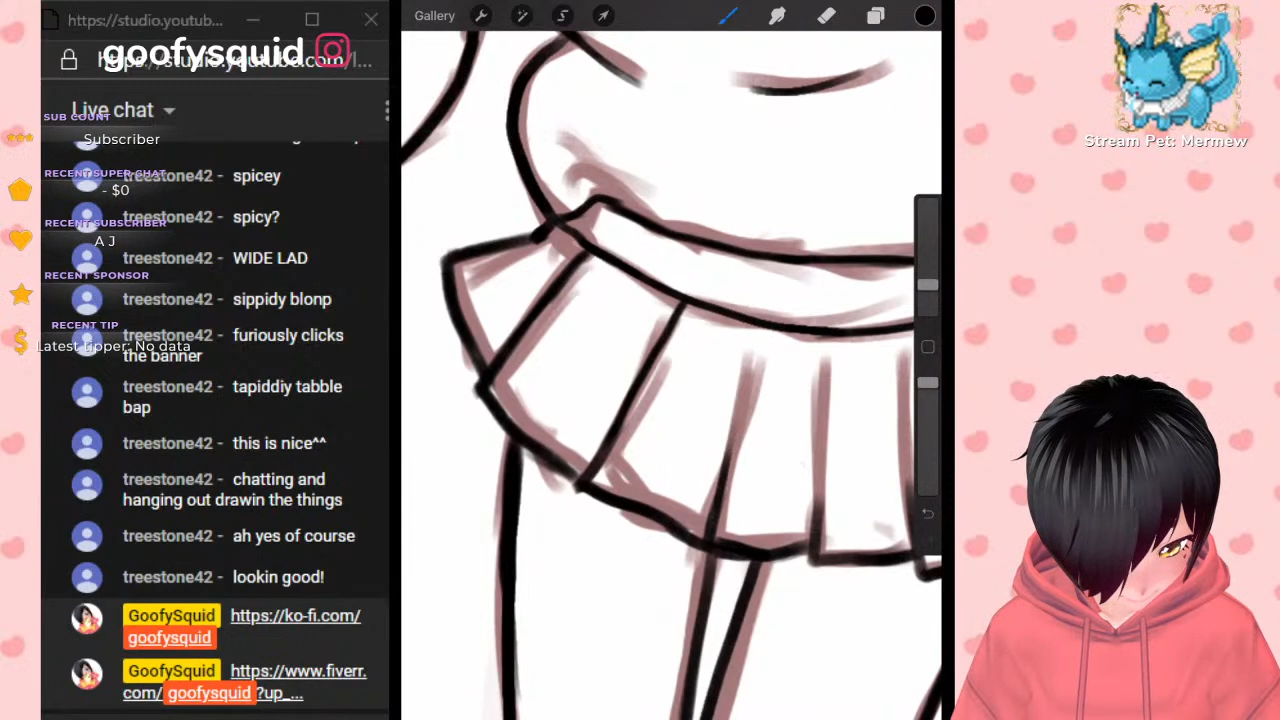 https://studio.youtub...
goofysquid
https://studio.youtube.com/l...
Live chat
SUB COUNT
Subscriber
treestone42 - spicey
RECENT SUPER CHAT
- $0
treestone42 - spicy?
RECENT SUBSCRIBER
A J
treestone42 - WIDE LAD
RECENT SPONSOR
treestone42 - sippidy blonp
RECENT TIP
treestone42 - furiously clicks
the banner
Latest tipper: No data
treestone42 - tapiddiy tabble
bap
treestone42 - this is nice^^
treestone42 - chatting and
hanging out drawin the things
treestone42 - ah yes of course
treestone42 - lookin good!
GoofySquid https://ko-fi.com/
goofysquid
GoofySquid https://www.fiverr.
com/goofysquid?up_...
Gallery
Stream Pet: Mermew